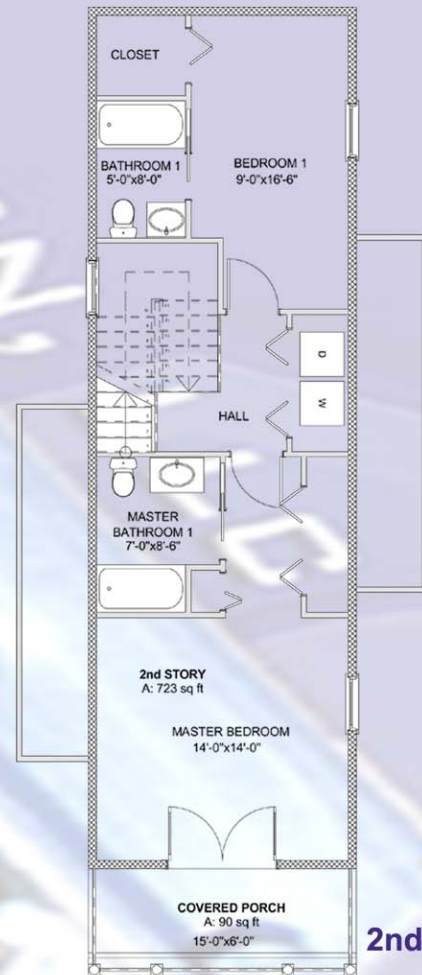 CLOSET
BATHROOM 1
5'-0"x8'-0"
BEDROOM 1
9'-0"x16'-6"
D
W
HALL
MASTER
BATHROOM 1
7'-0"x8'-6"
2nd STORY
A: 723 sq ft
MASTER BEDROOM
14'-0"x14'-0"
COVERED PORCH
A: 90 sq ft
15'-0"x6'-0"
2nd